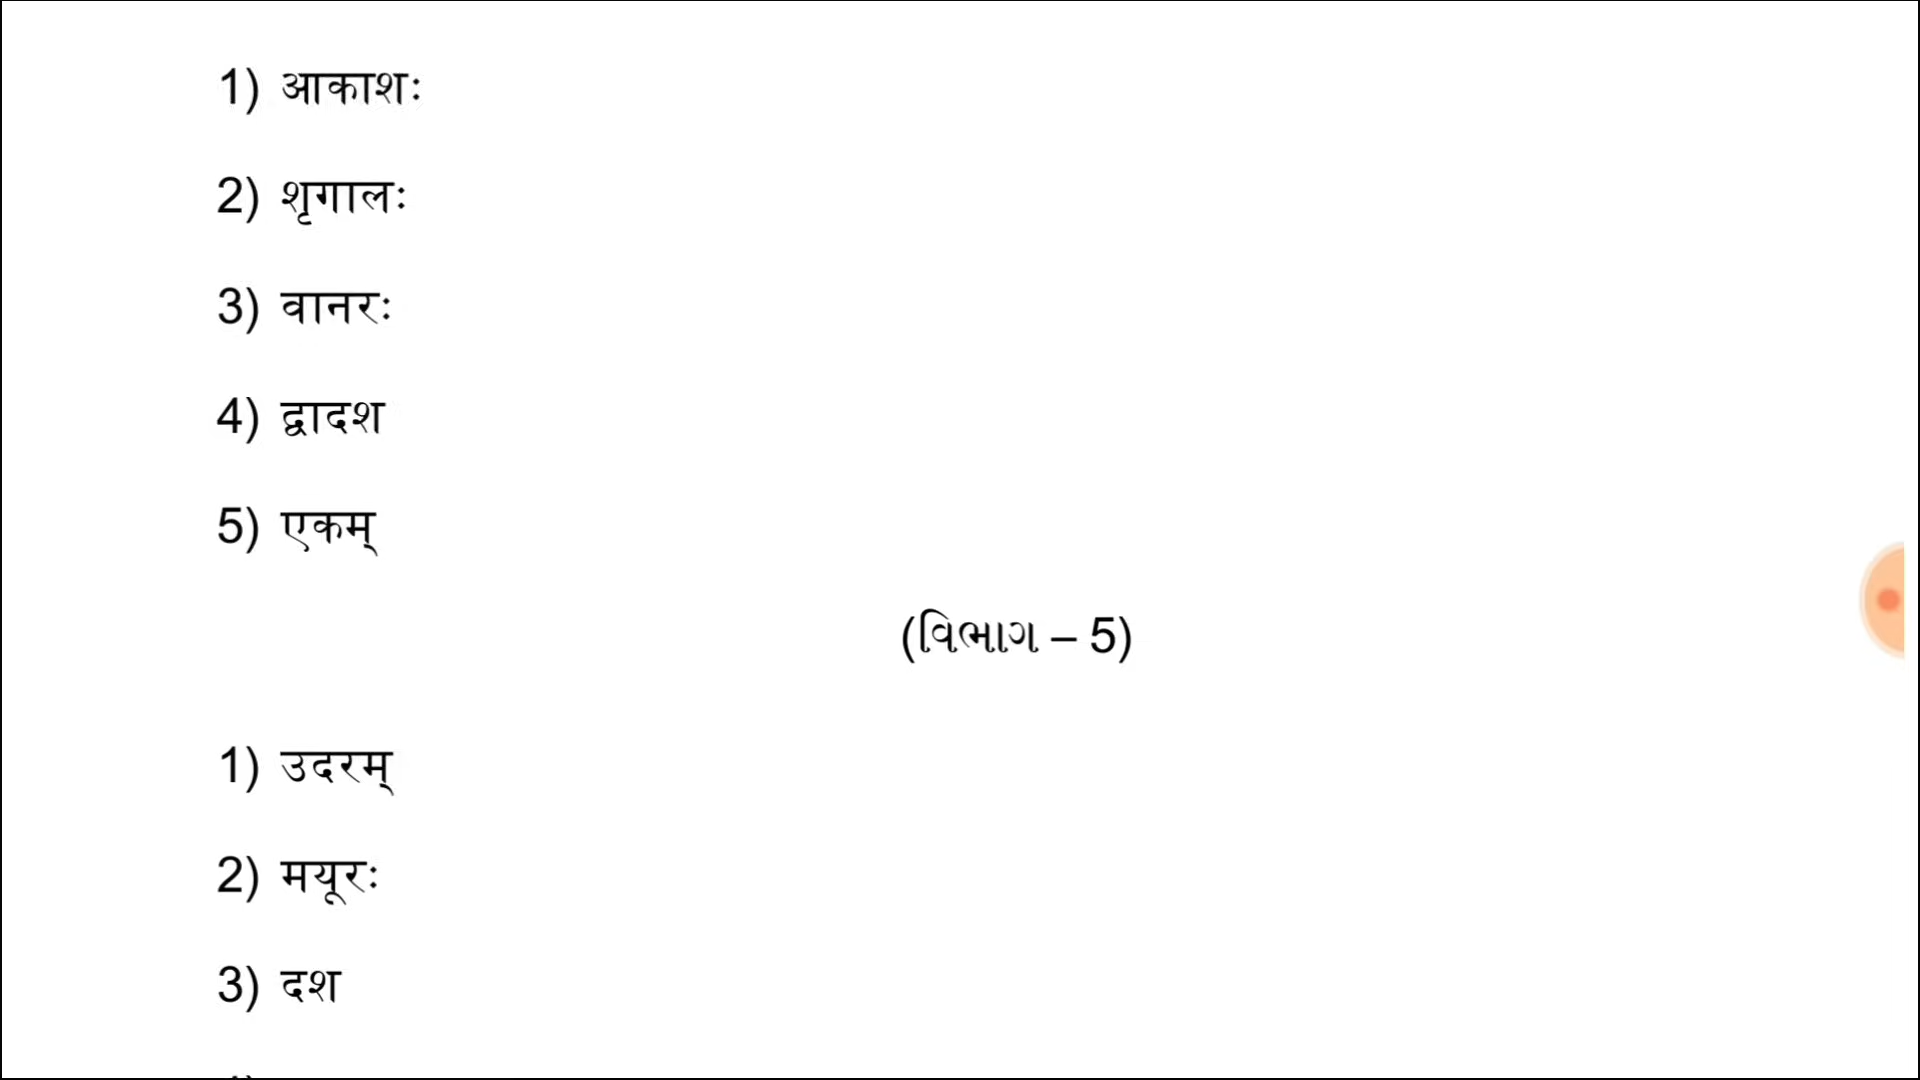 1) आकाशः
2) शृगालः
3) वानरः
4) द्वादश
5) एकम्
(વિભાગ – 5)
1) उदरम्
2) मयूरः
3) दश